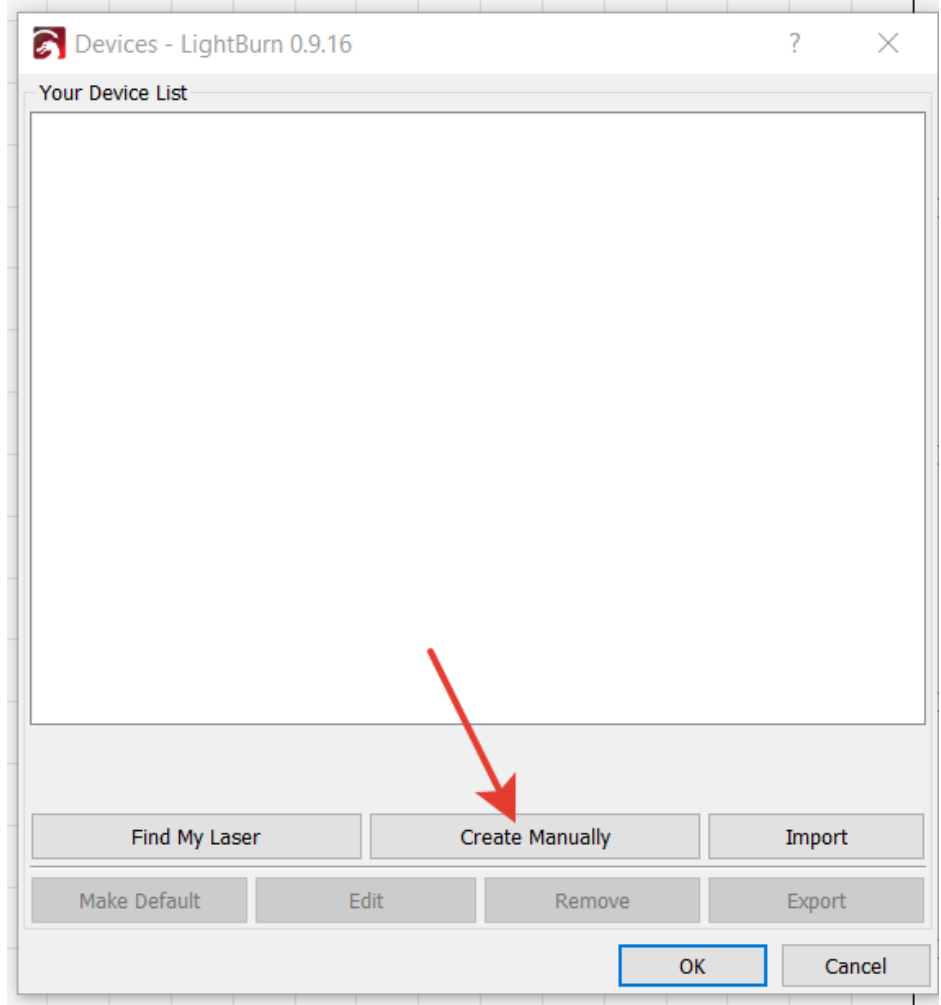 Devices - LightBurn 0.9.16 ?
Your Device List
Find My Laser Create Manually Import
Make Default Edit Remove Export
OK Cancel